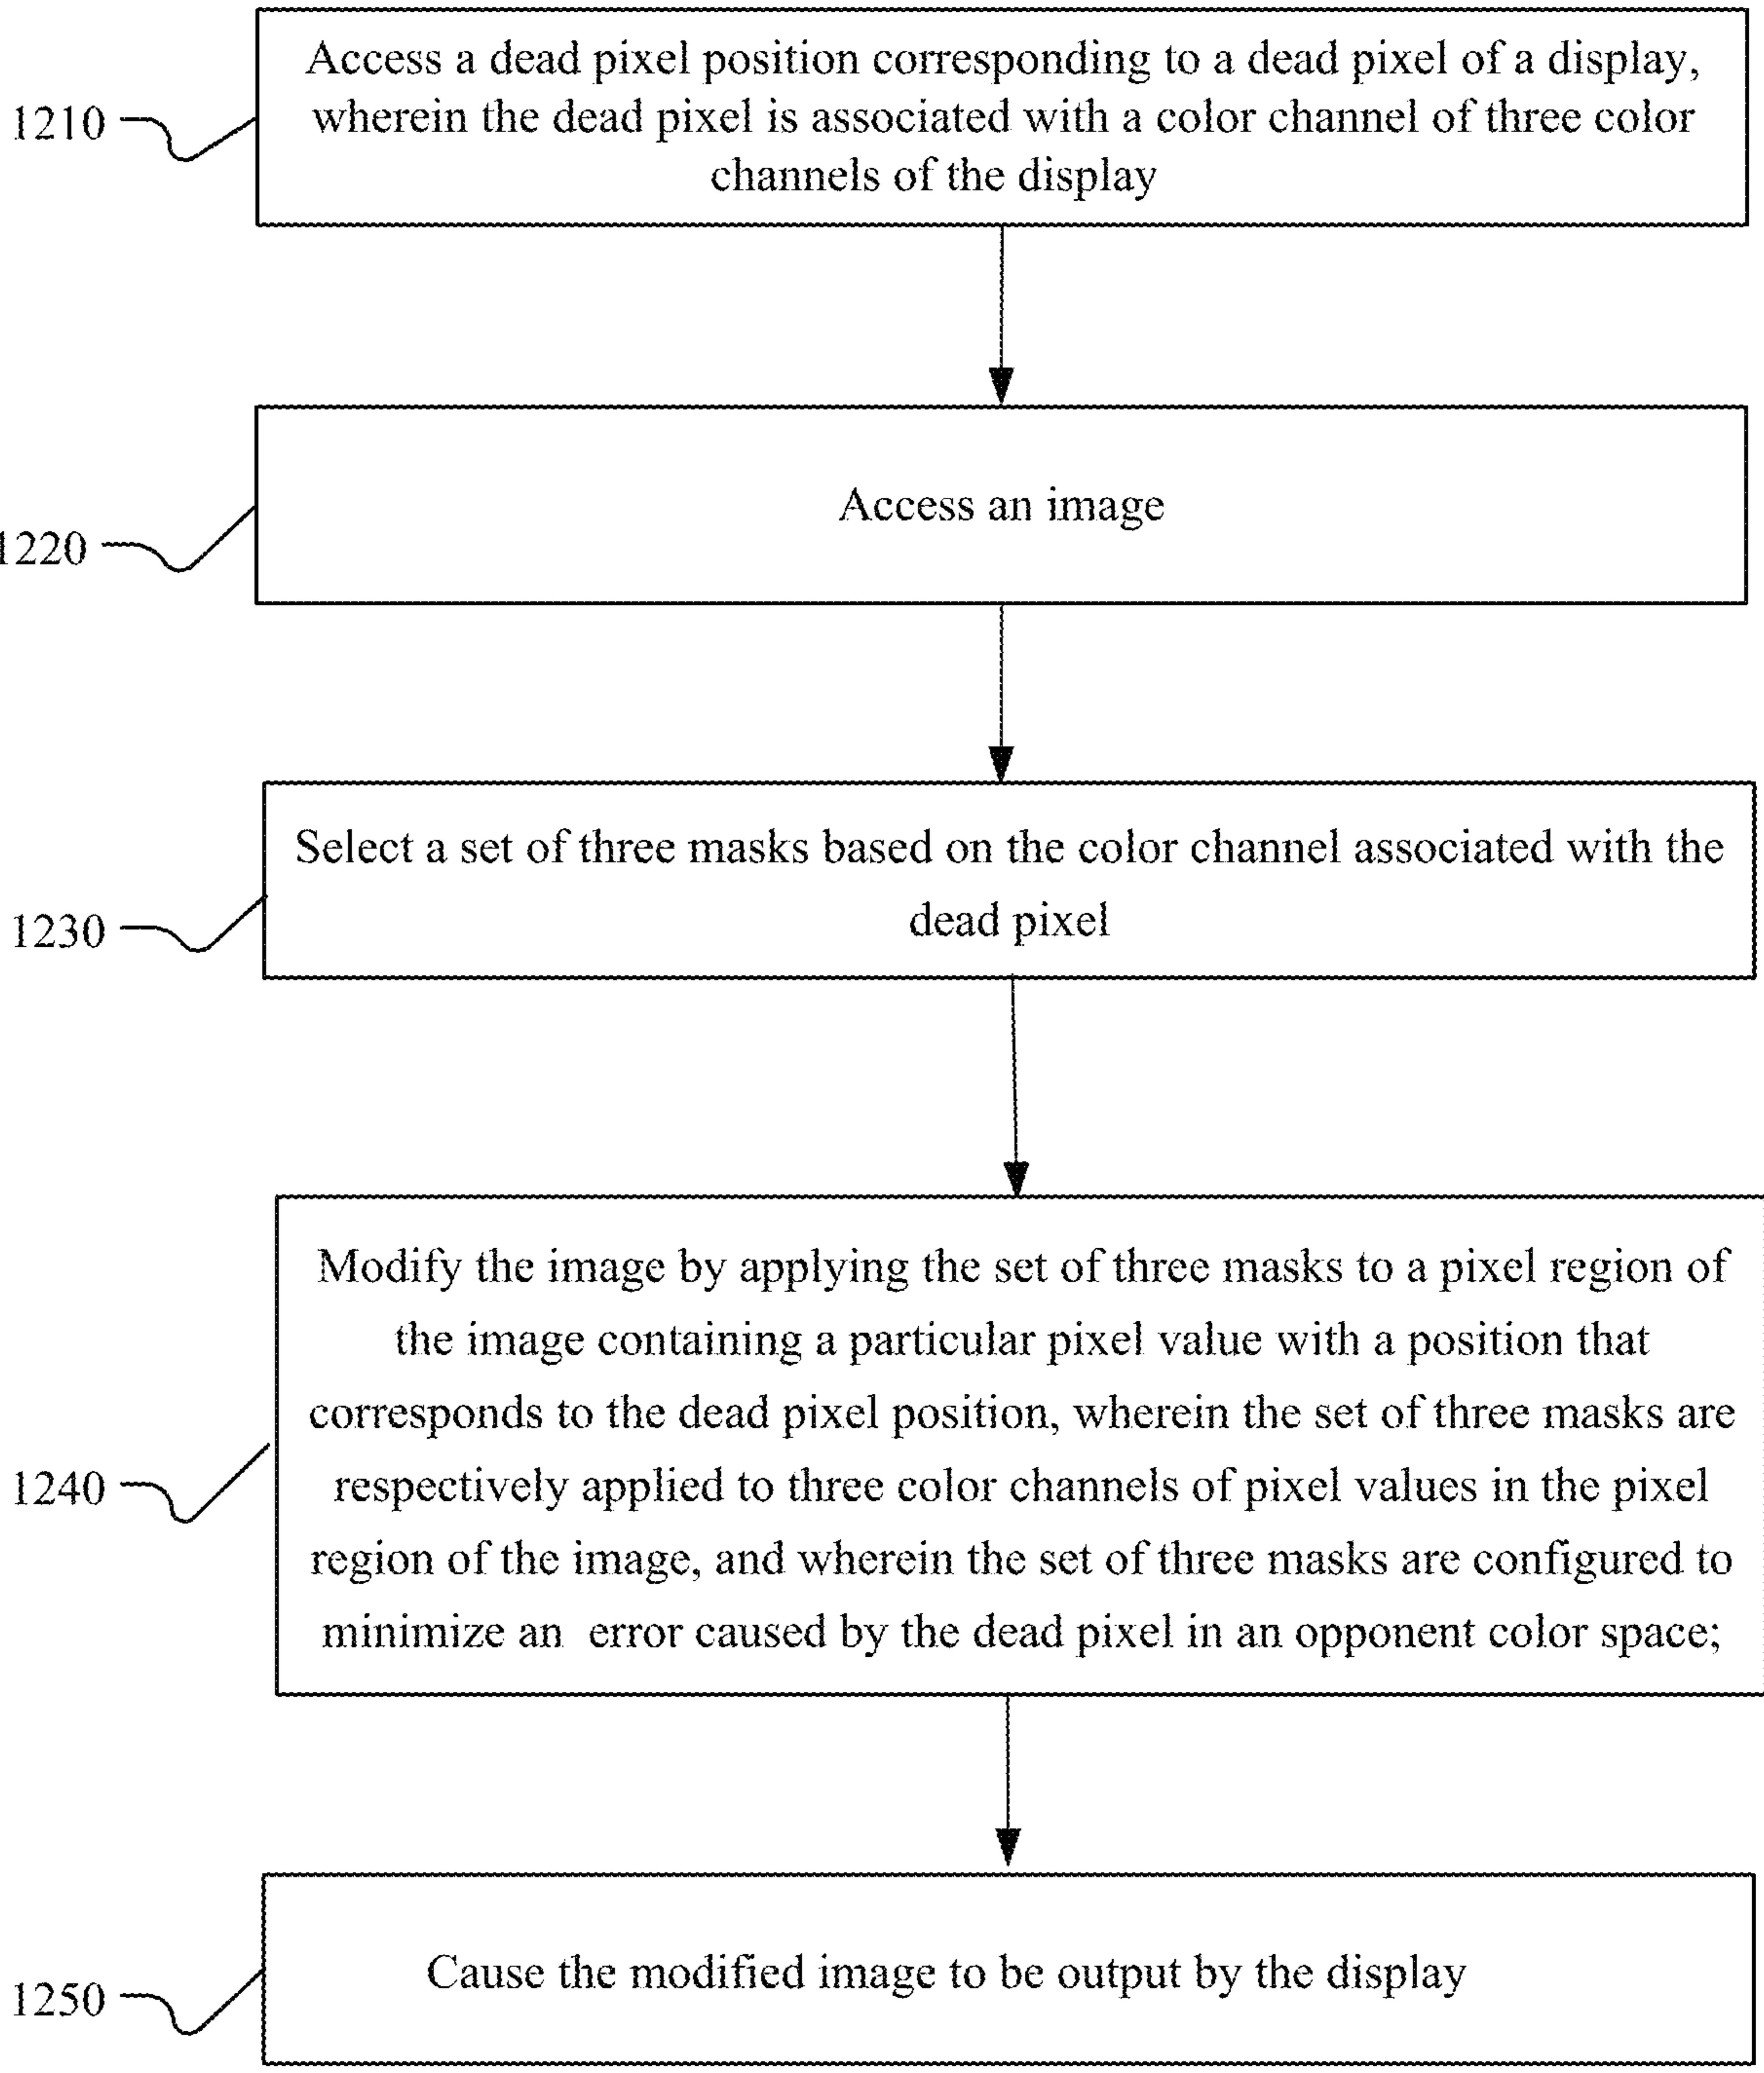 Access a dead pixel position corresponding to a dead pixel of a display,
wherein the dead pixel is associated with a color channel of three color
channels of the display
1210
Access an image
1220
Select a set of three masks based on the color channel associated with the
dead pixel
1230
Modify the image by applying the set of three masks to a pixel region of
the image containing a particular pixel value with a position that
corresponds to the dead pixel position, wherein the set of three masks are
respectively applied to three color channels of pixel values in the pixel
region of the image, and wherein the set of three masks are configured to
minimize an error caused by the dead pixel in an opponent color space;
1240
Cause the modified image to be output by the display
1250